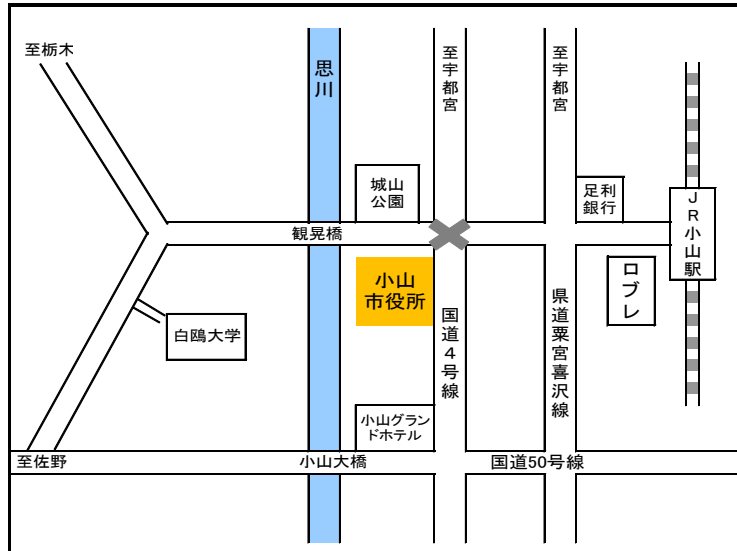 至栃木
思川
至宇都宮
至宇都宮
城山
公園
足利
銀行
JR小山駅
観晃橋
小山
市役所
ロブレ
国道4号線
県道粟宮喜沢線
白鴎大学
小山グラン
ドホテル
至佐野
小山大橋
国道50号線